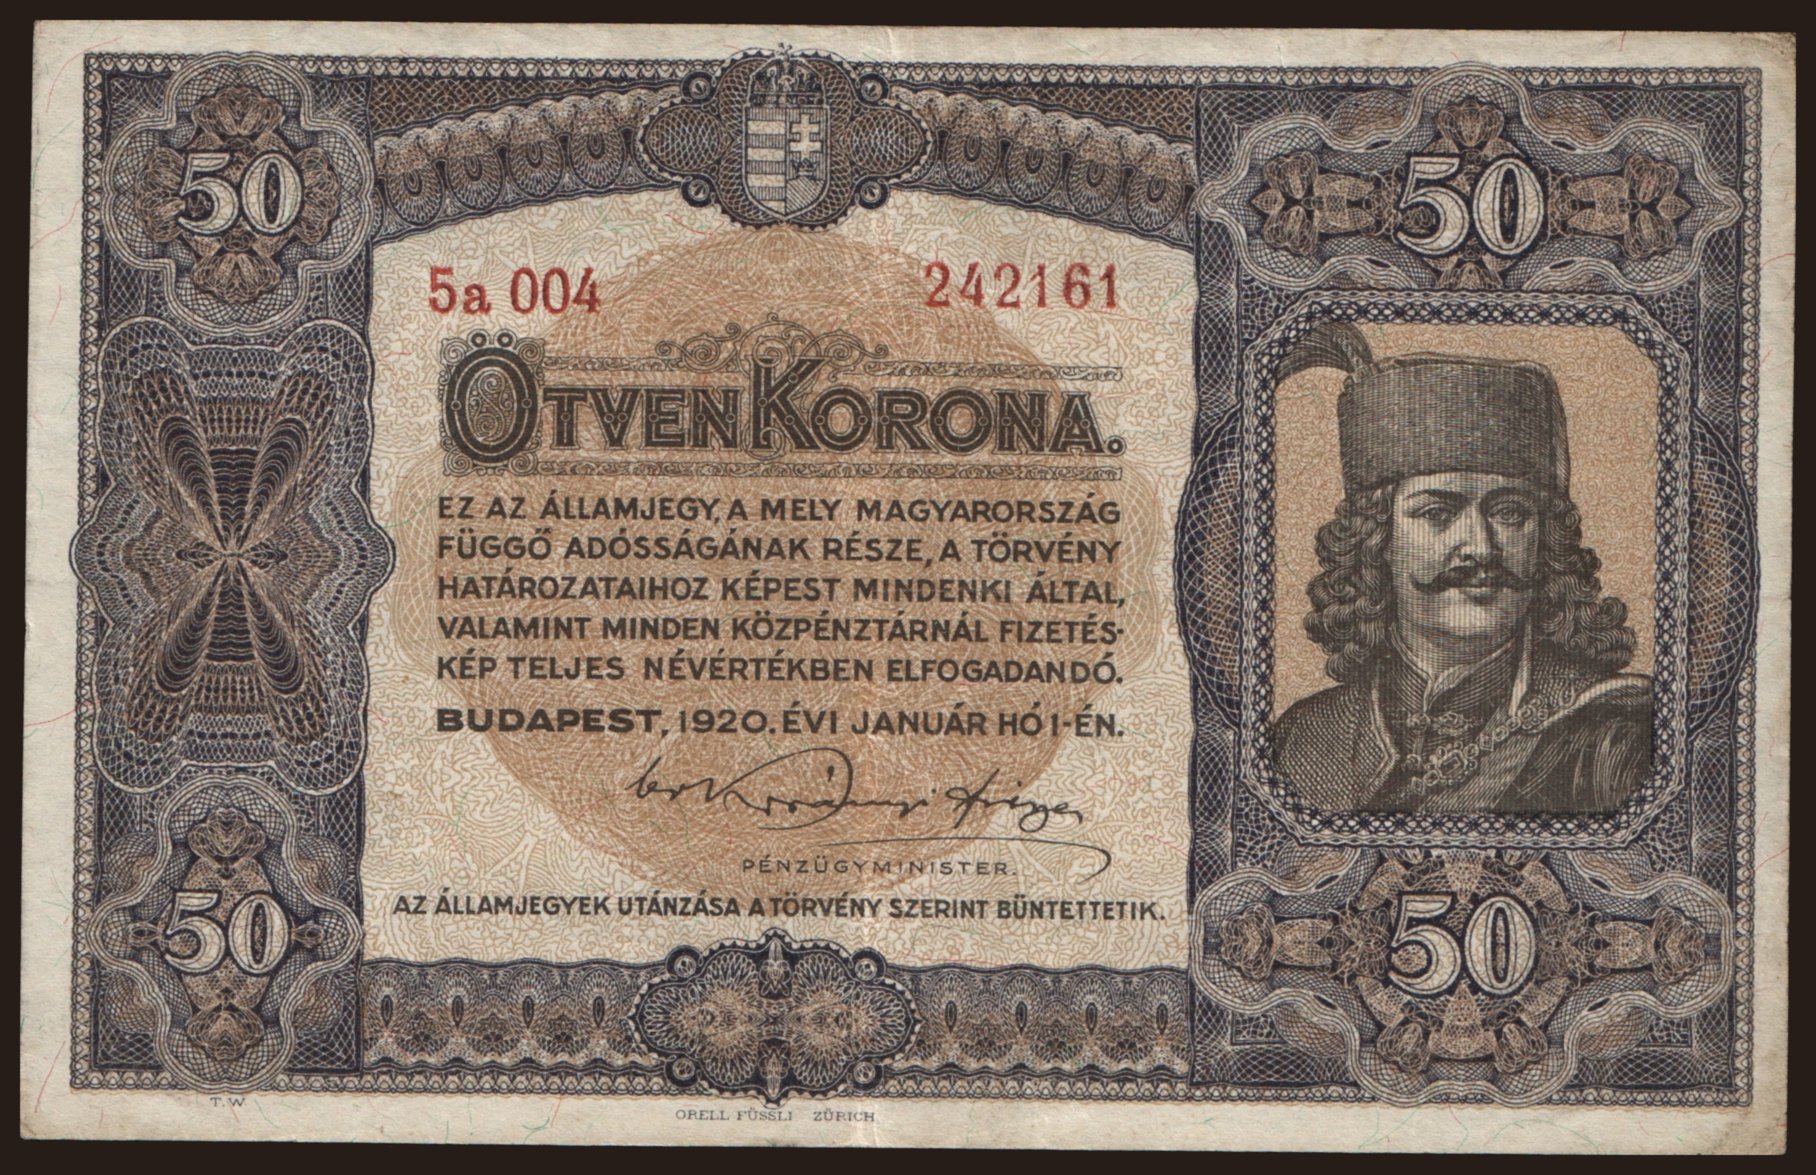 50
50
5a 004
242161
ÖTVEN KORONA.
EZ AZ ÁLLAMJEGY, A MELY MAGYARORSZÁG
FÜGGŐ ADÓSSÁGÁNAK RÉSZE, A TÖRVÉNY
HATÁROZATAIHOZ KÉPEST MINDENKI ÁLTAL,
VALAMINT MINDEN KÖZPÉNZTÁRNÁL FIZETÉS-
KÉP TELJES NÉVÉRTÉKBEN ELFOGADANDÓ.
BUDAPEST, 1920. ÉVI JANUÁR HÓ 1-ÉN.
PÉNZÜGYMINISTER.
AZ ÁLLAMJEGYEK UTÁNZÁSA A TÖRVÉNY SZERINT BÜNTETTETIK.
50
50
T.W
ORELL FÜSSLI ZÜRICH